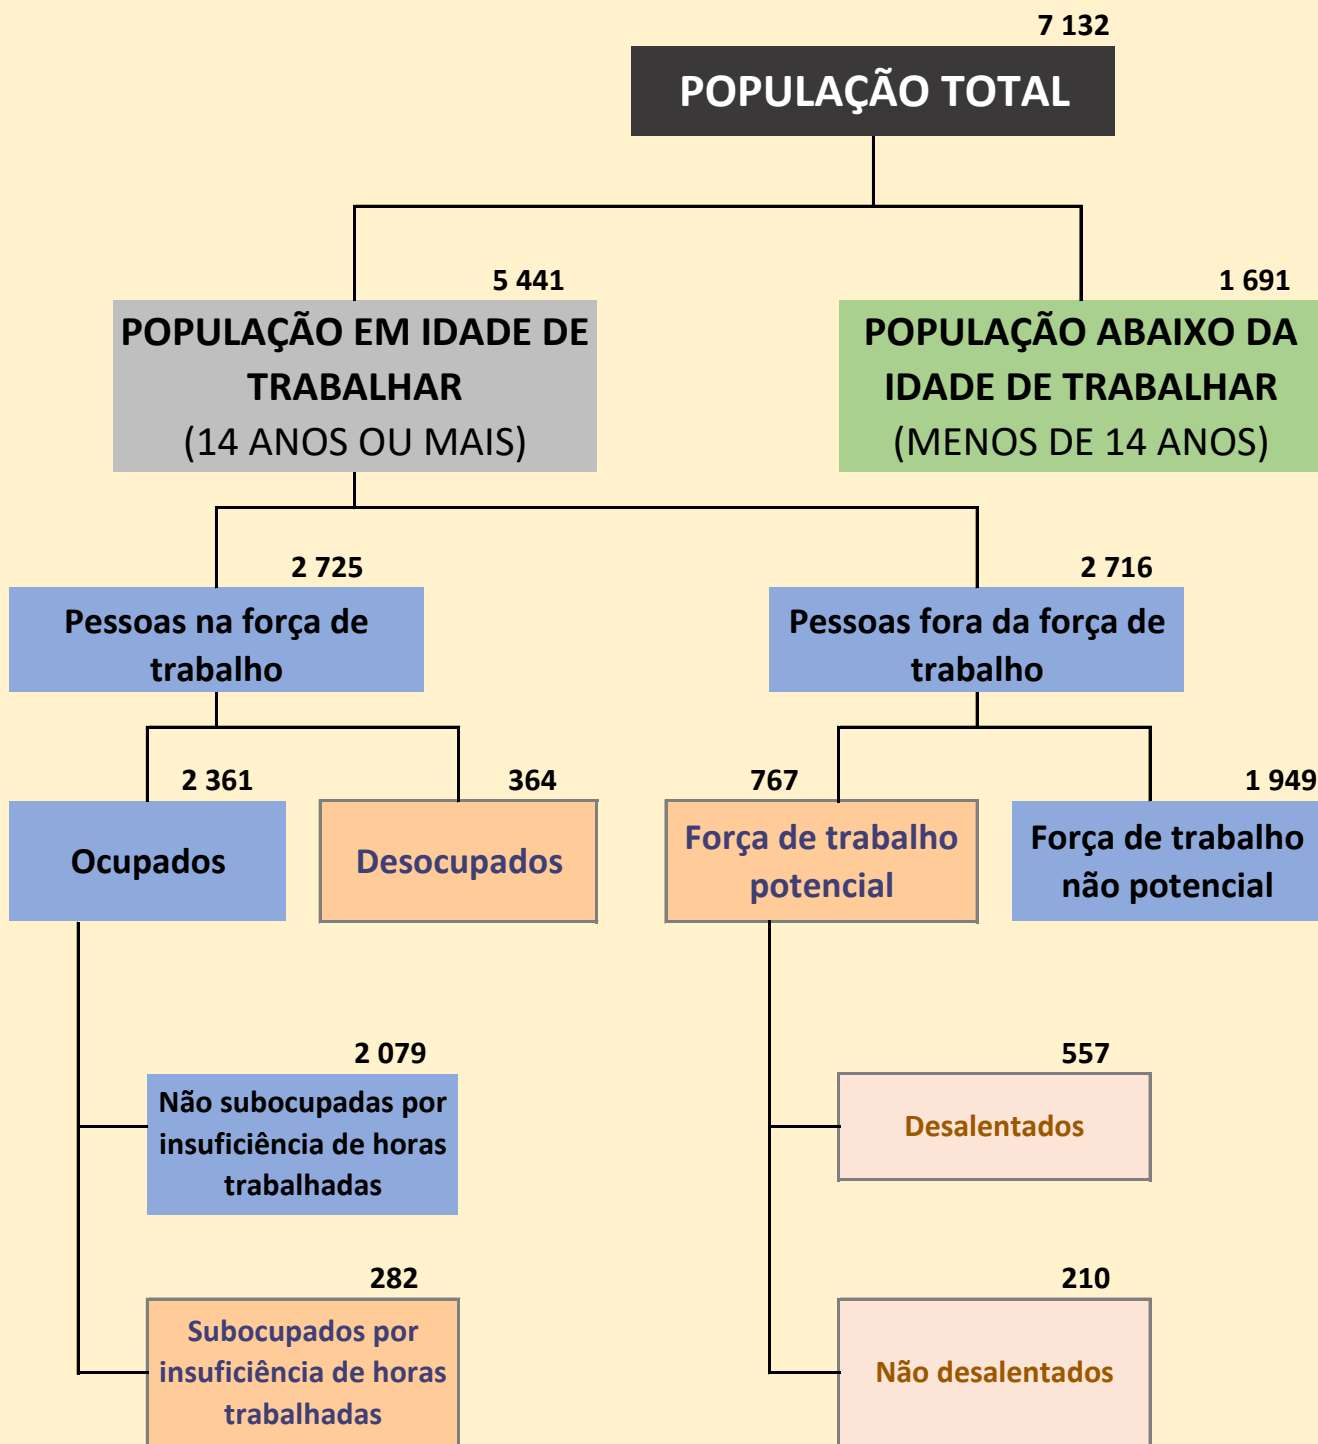 7 132
POPULAÇÃO TOTAL
5 441
POPULAÇÃO EM IDADE DE
TRABALHAR
(14 ANOS OU MAIS)
1 691
POPULAÇÃO ABAIXO DA
IDADE DE TRABALHAR
(MENOS DE 14 ANOS)
2 725
Pessoas na força de
trabalho
2 716
Pessoas fora da força de
trabalho
2 361
Ocupados
364
Desocupados
767
Força de trabalho
potencial
1 949
Força de trabalho
não potencial
2 079
Não subocupadas por
insuficiência de horas
trabalhadas
557
Desalentados
282
Subocupados por
insuficiência de horas
trabalhadas
210
Não desalentados